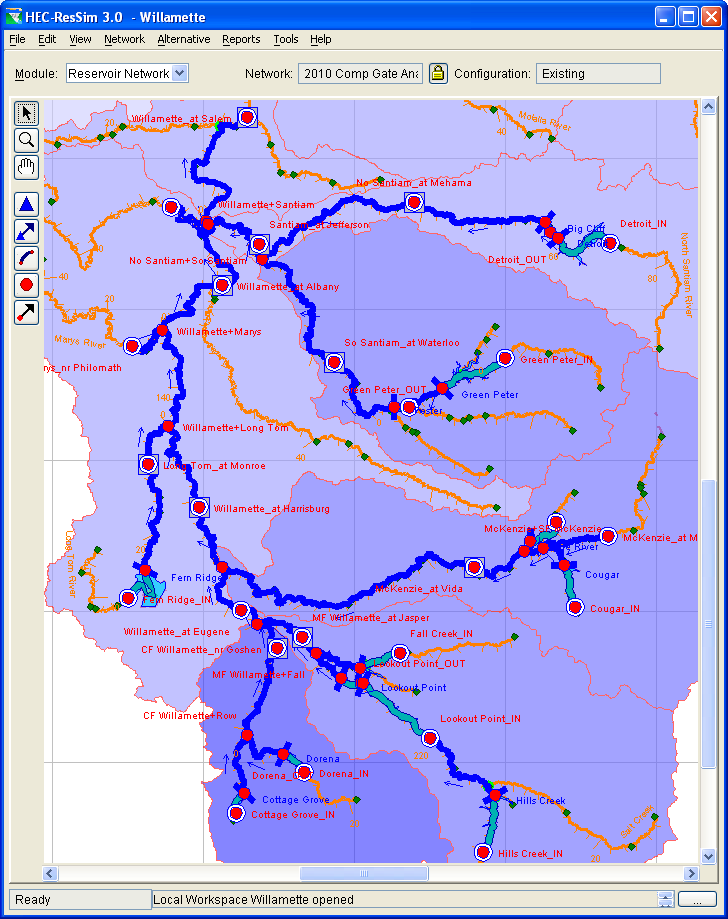 HEC-ResSim 3.0 - Willamette
File Edit View Network Alternative Reports Tools Help
Module: Reservoir Network Network: 2010 Comp Gate Ana Configuration: Existing
Willamette_at Salem
20
Molalla River
No Santiam_at Mehama
Willamette+Santiam
Santiam_at Jefferson
Big Cliff
Detroit_IN
Detroit
Detroit_OUT
60
No Santiam+So Santiam
North Santiam River
40
80
Willamette_at Albany
20
Willamette+Marys
Marys River
So Santiam_at Waterloo
Green Peter_IN
rys_nr Philomath
Green Peter_OUT
Green Peter
140
Foster
Willamette+Long Tom
40
Long Tom_at Monroe
Willamette_at Harrisburg
McKenzie_at M
Long Tom River
20
Fern Ridge
Cougar
McKenzie_at Vida
Fern Ridge_IN
Cougar_IN
MF Willamette_at Jasper
Willamette_at Eugene
Fall Creek_IN
CF Willamette_nr Goshen
Lookout Point_OUT
MF Willamette+Fall
Lookout Point
CF Willamette+Row
Lookout Point_IN
220
Dorena
Dorena_IN
Cottage Grove
Hills Creek
Cottage Grove_IN
20
Salt Creek
Hills Creek_IN
20
Ready Local Workspace Willamette opened ...